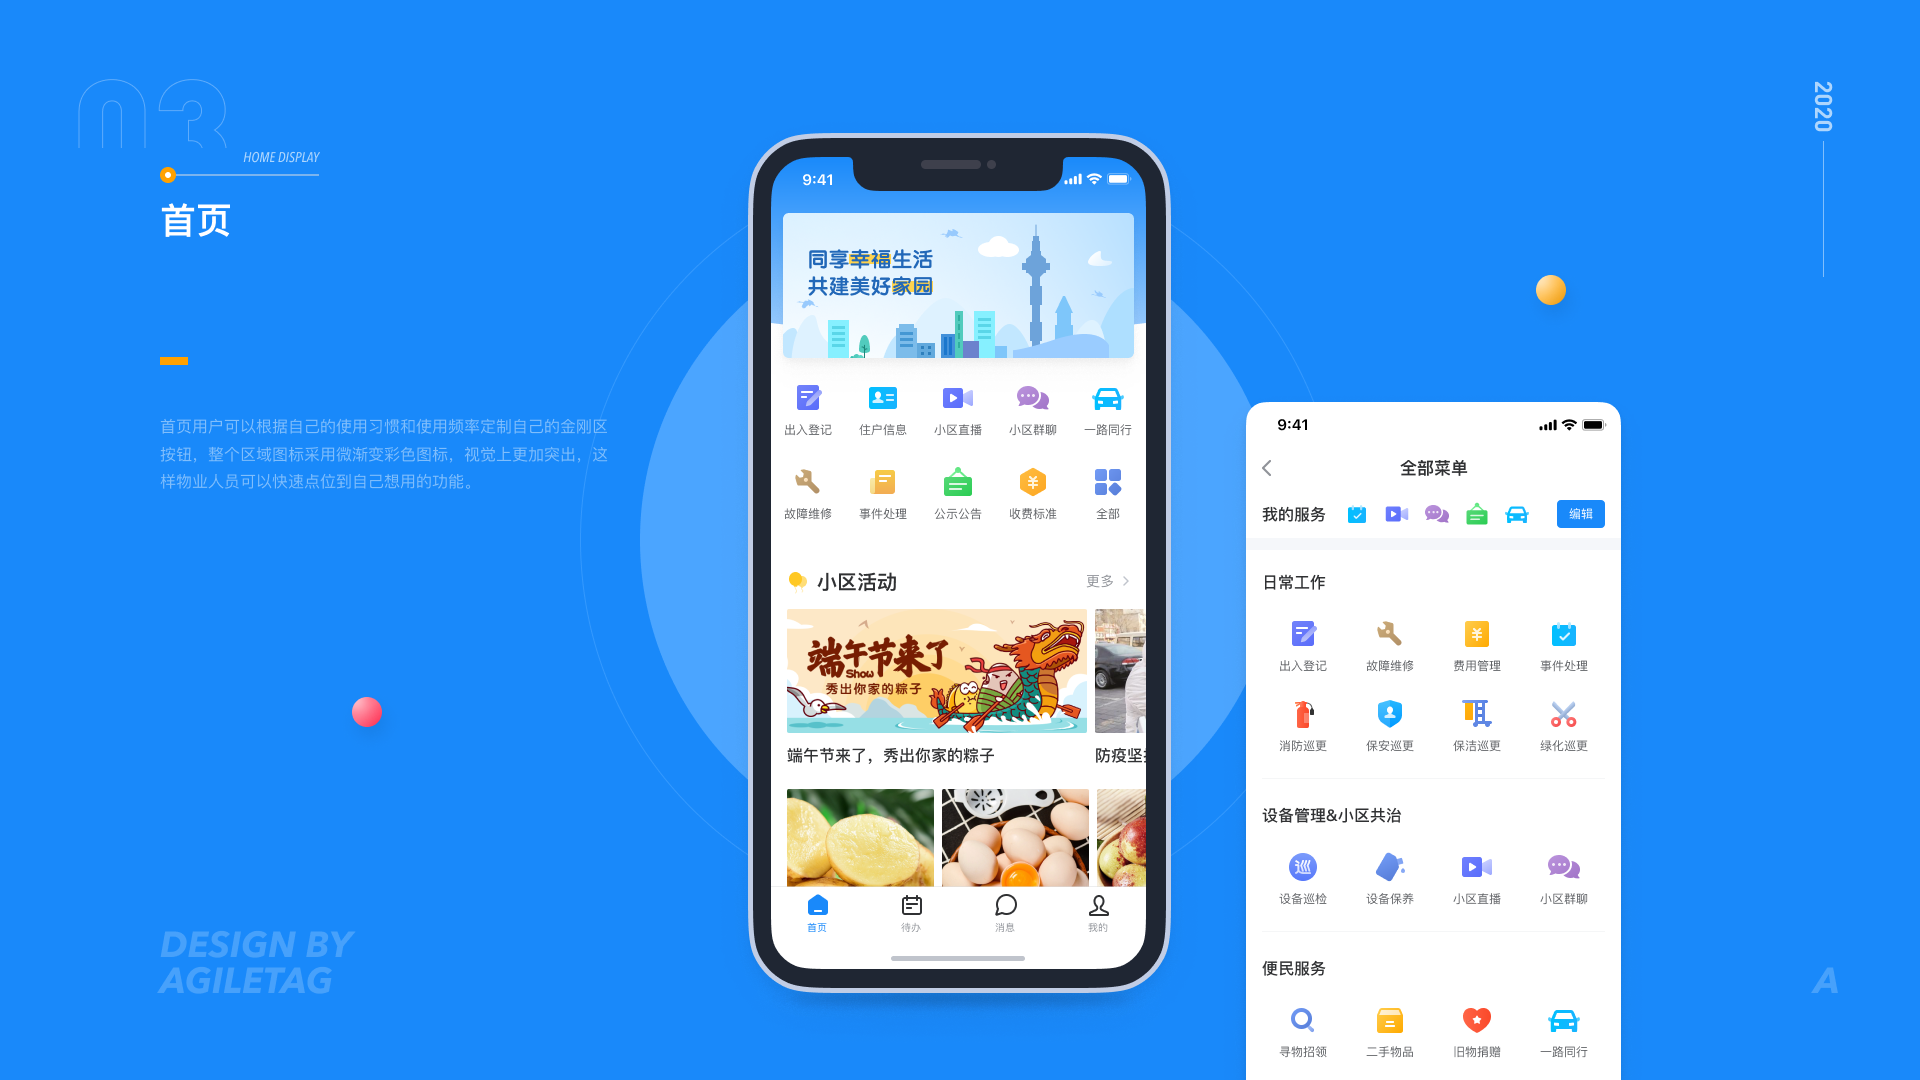 03
HOME DISPLAY
首页
首页用户可以根据自己的使用习惯和使用频率定制自己的金刚区
按钮，整个区域图标采用微渐变彩色图标，视觉上更加突出，这
样物业人员可以快速点位到自己想用的功能。
DESIGN BY
AGILETAG
2020
A
9:41
同享幸福生活
共建美好家园
出入登记 住户信息 小区直播 小区群聊 一路同行
故障维修 事件处理 公示公告 收费标准 全部
小区活动 更多
端午节来了
Show
秀出你家的粽子
端午节来了，秀出你家的粽子 防疫坚
首页 待办 消息 我的
9:41
全部菜单
我的服务 编辑
日常工作
出入登记 故障维修 费用管理 事件处理
消防巡更 保安巡更 保洁巡更 绿化巡更
设备管理&小区共治
巡
设备巡检 设备保养 小区直播 小区群聊
便民服务
寻物招领 二手物品 旧物捐赠 一路同行